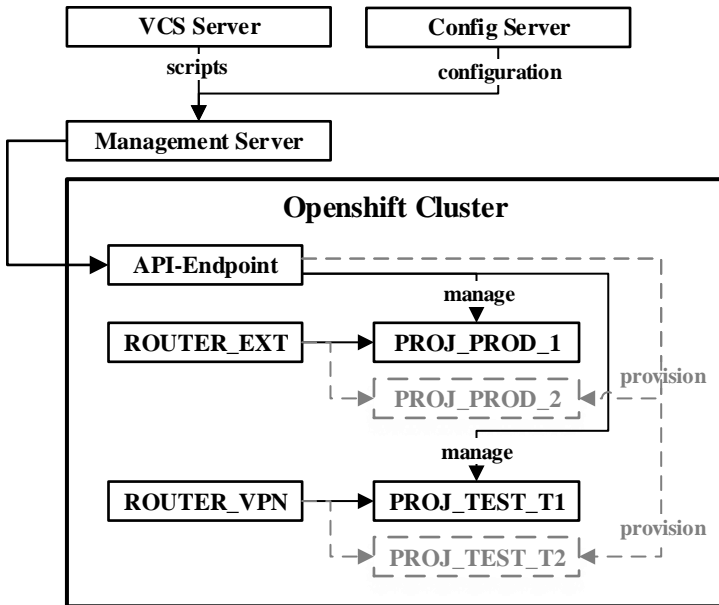 VCS Server
Config Server
scripts
configuration
Management Server
Openshift Cluster
API-Endpoint
manage
ROUTER_EXT
PROJ_PROD_1
provision
PROJ_PROD_2
manage
ROUTER_VPN
PROJ_TEST_T1
provision
PROJ_TEST_T2